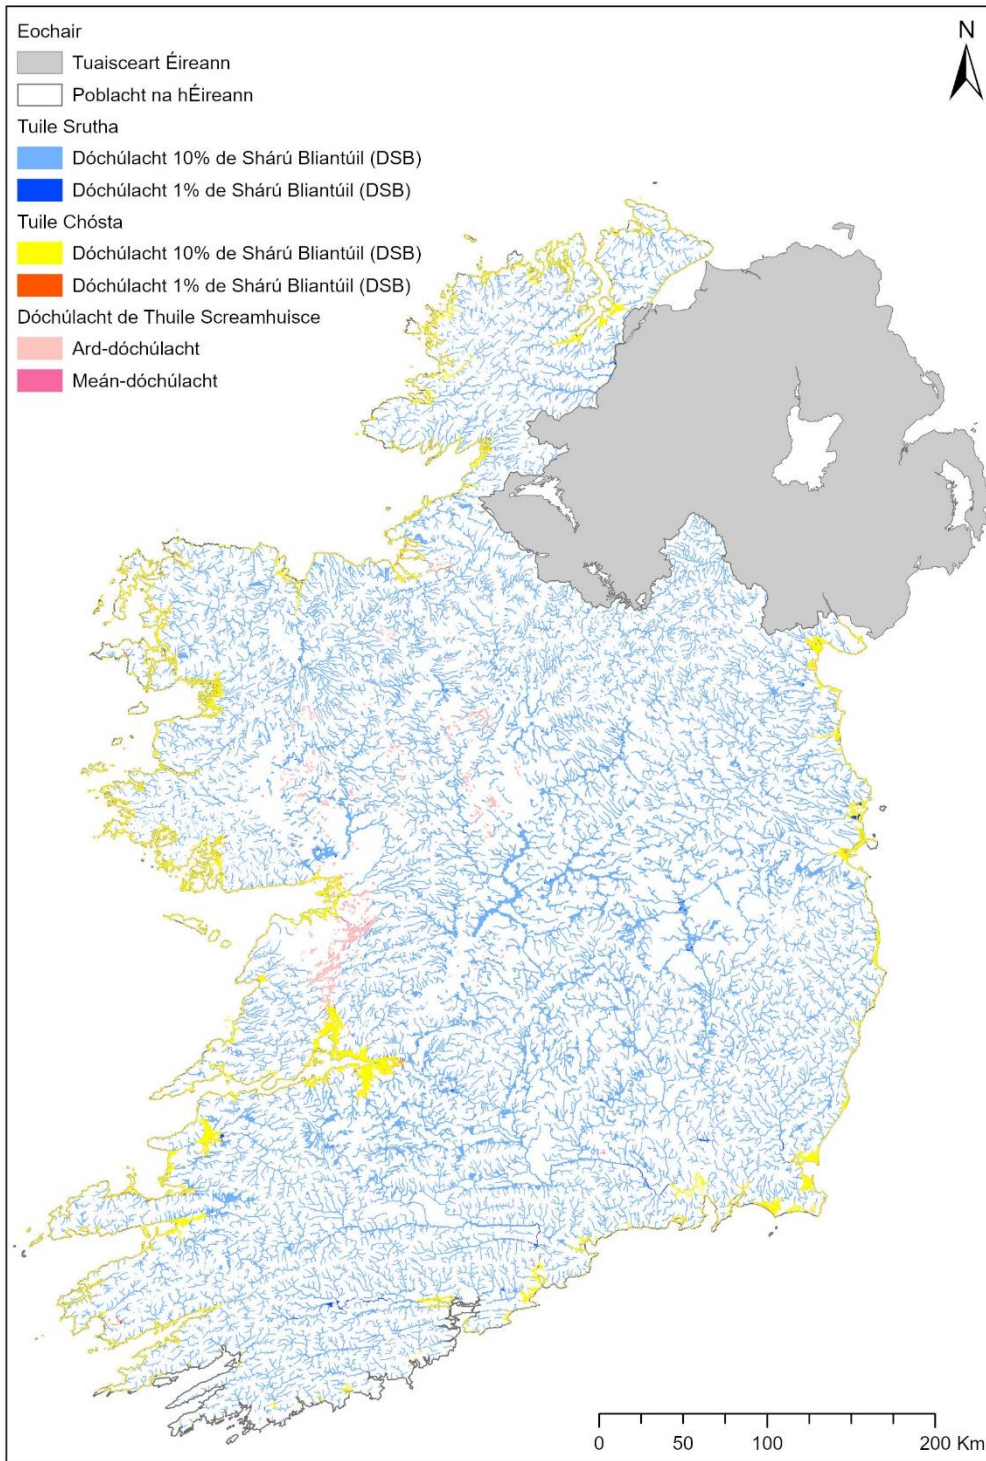 Eochair
Tuaisceart Éireann
Poblacht na hÉireann
Tuile Srutha
Dóchúlacht 10% de Shárú Bliantúil (DSB)
Dóchúlacht 1% de Shárú Bliantúil (DSB)
Tuile Chósta
Dóchúlacht 10% de Shárú Bliantúil (DSB)
Dóchúlacht 1% de Shárú Bliantúil (DSB)
Dóchúlacht de Thuile Screamhuisce
Ard-dóchúlacht
Meán-dóchúlacht
N
0 50 100 200 Km